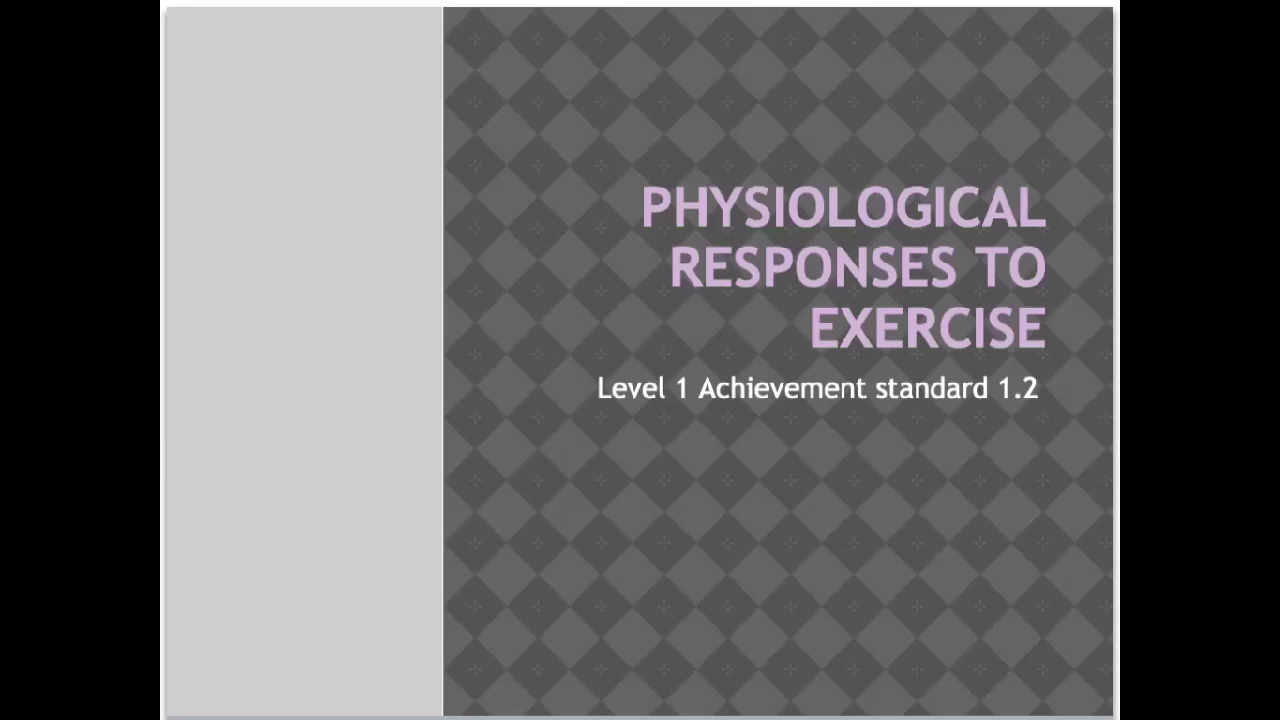 PHYSIOLOGICAL
RESPONSES TO
EXERCISE
Level 1 Achievement standard 1.2